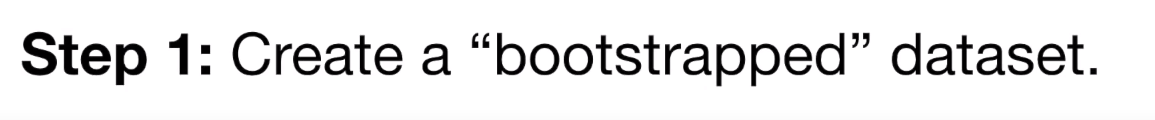 Step 1: Create a “bootstrapped” dataset.